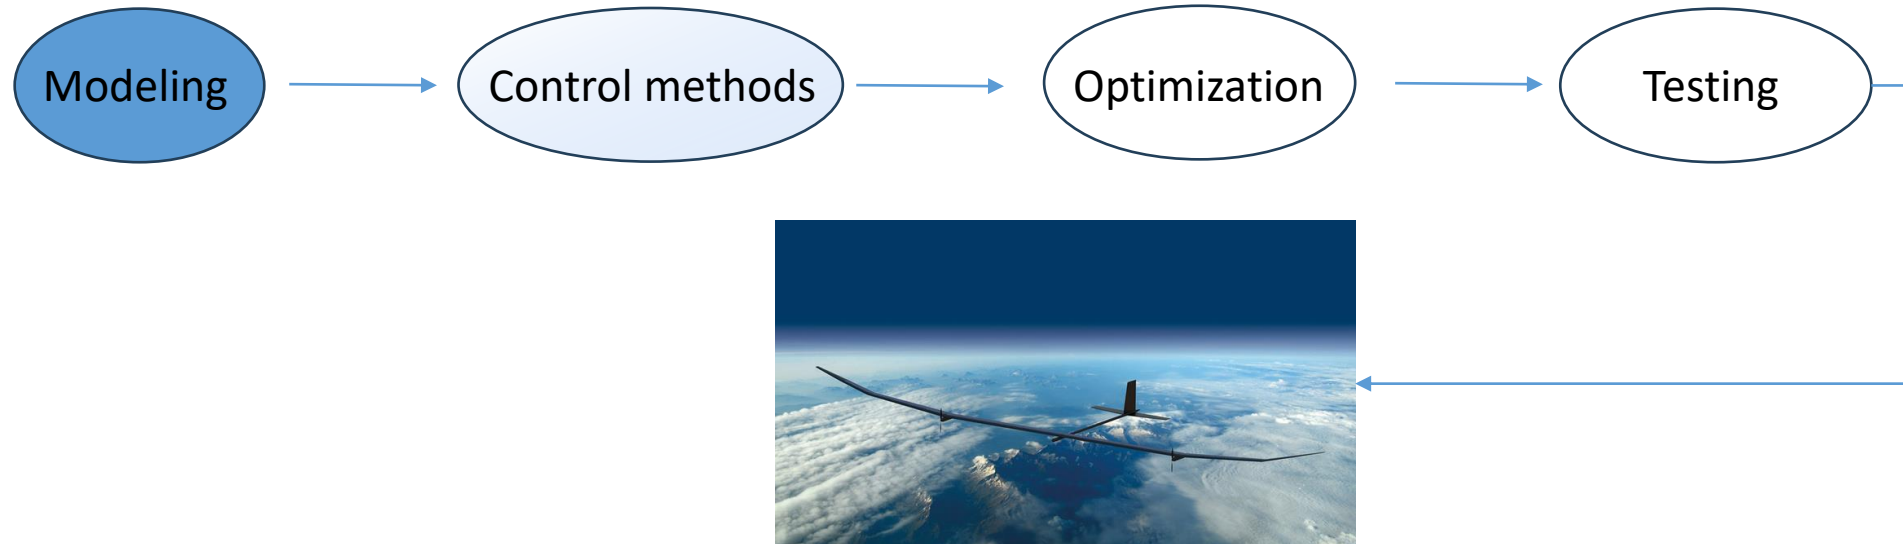 Modeling
Control methods
Optimization
Testing